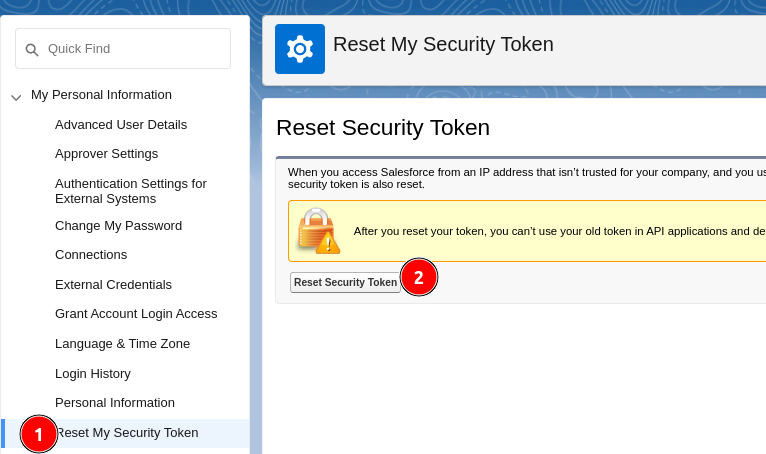 Quick Find
My Personal Information
Advanced User Details
Approver Settings
Authentication Settings for
External Systems
Change My Password
Connections
External Credentials
Grant Account Login Access
Language & Time Zone
Login History
Personal Information
1
Reset My Security Token
Reset My Security Token
Reset Security Token
When you access Salesforce from an IP address that isn't trusted for your company, and you us
security token is also reset.
After you reset your token, you can't use your old token in API applications and de
Reset Security Token
2